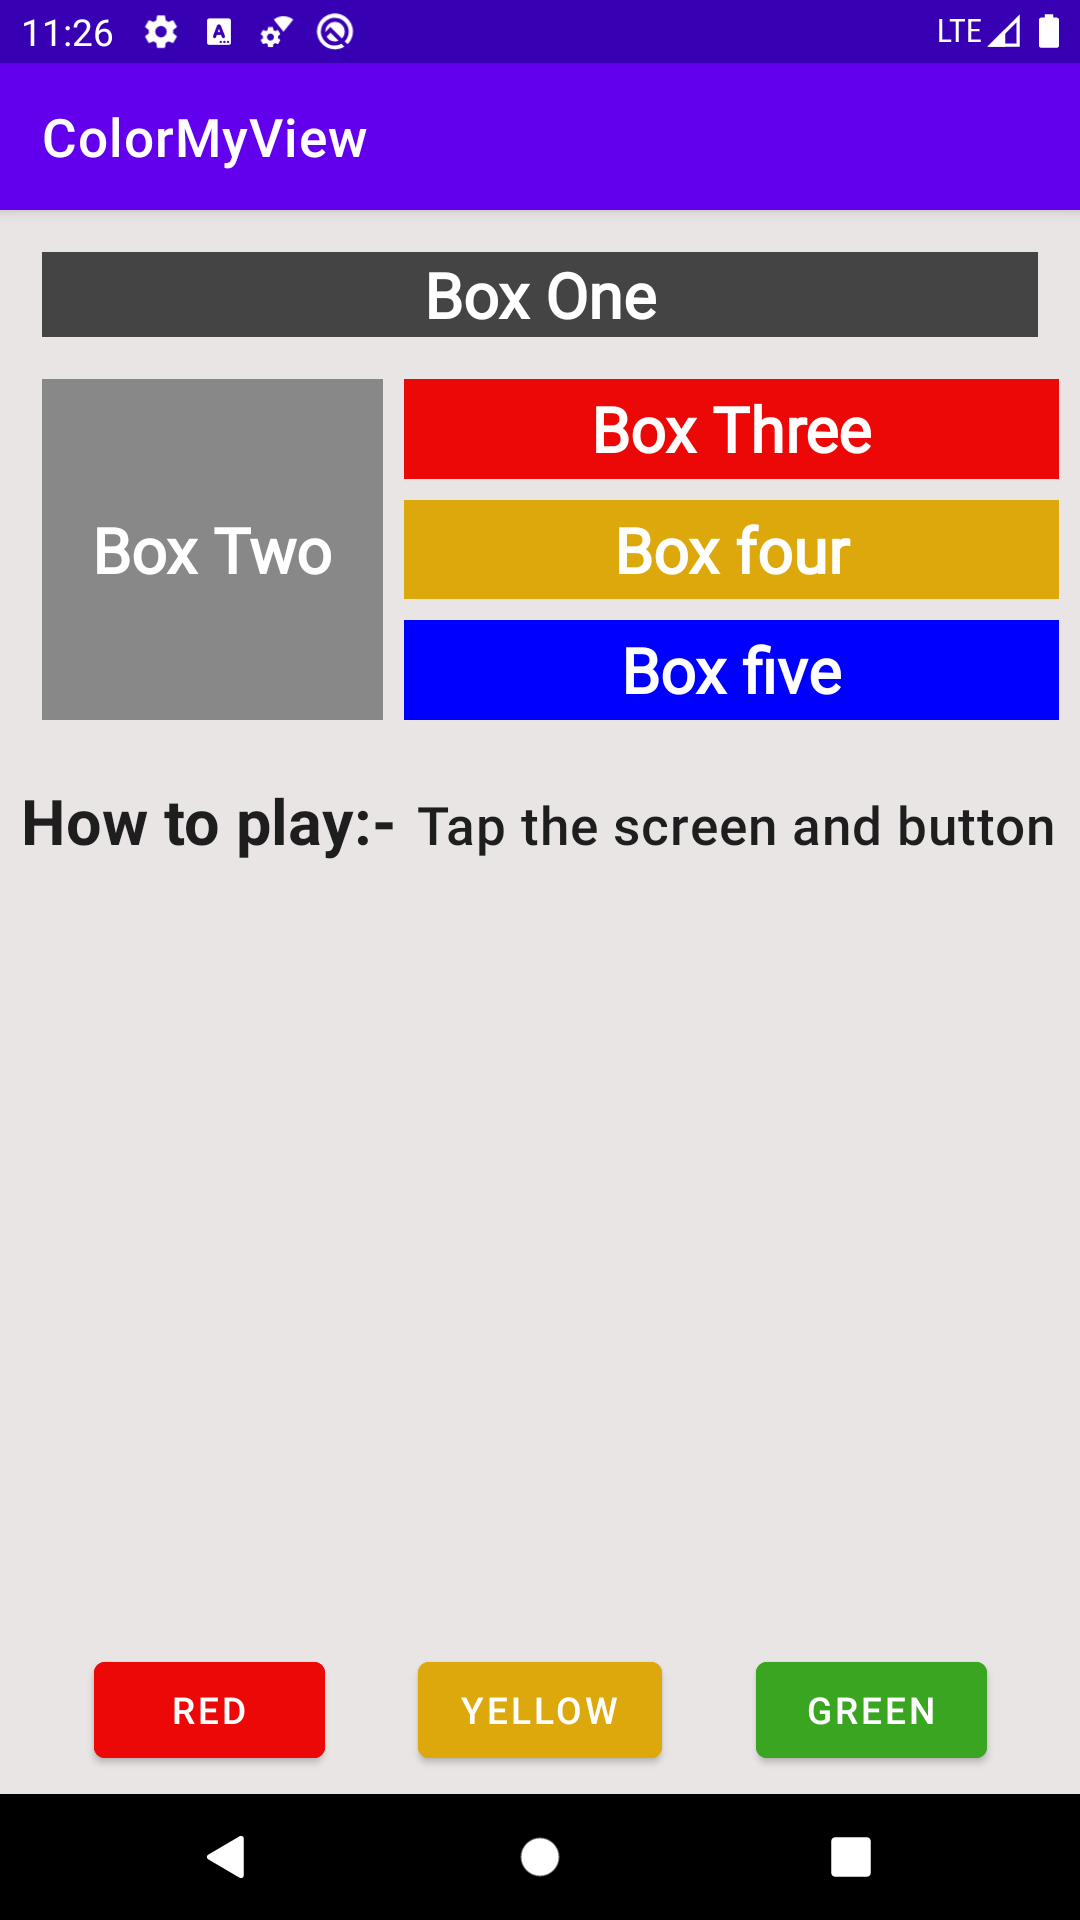 11:26 LTE
ColorMyView
Box One
Box Two
Box Three
Box four
Box five
How to play:- Tap the screen and button
RED YELLOW GREEN